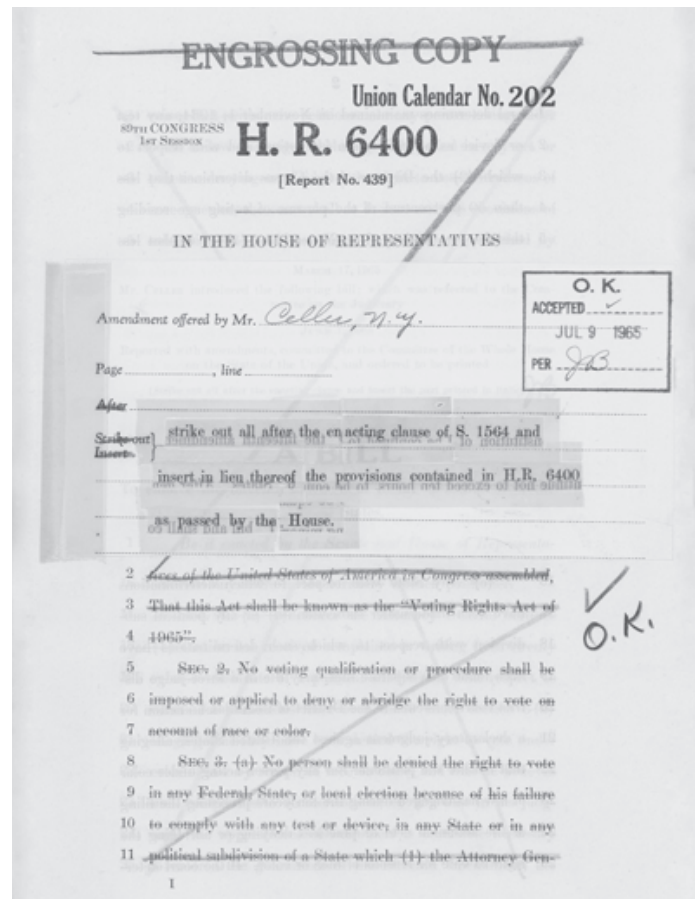 ENGROSSING COPY
Union Calendar No. 202
89TH CONGRESS
1ST SESSION
H. R. 6400
[Report No. 439]
IN THE HOUSE OF REPRESENTATIVES
O. K.
ACCEPTED ✓
JUL 9 1965
PER JB
Amendment offered by Mr. Celler, N.Y.
Page , line
After
Strike out }
Insert
strike out all after the enacting clause of S. 1564 and
insert in lieu thereof the provisions contained in H.R. 6400
as passed by the House.
2 tives of the United States of America in Congress assembled,
3 That this Act shall be known as the "Voting Rights Act of
4 1965".
✓
O.K.
5 SEC. 2. No voting qualification or procedure shall be
6 imposed or applied to deny or abridge the right to vote on
7 account of race or color.
8 SEC. 3. (a) No person shall be denied the right to vote
9 in any Federal, State, or local election because of his failure
10 to comply with any test or device, in any State or in any
11 political subdivision of a State which (1) the Attorney Gen-
I